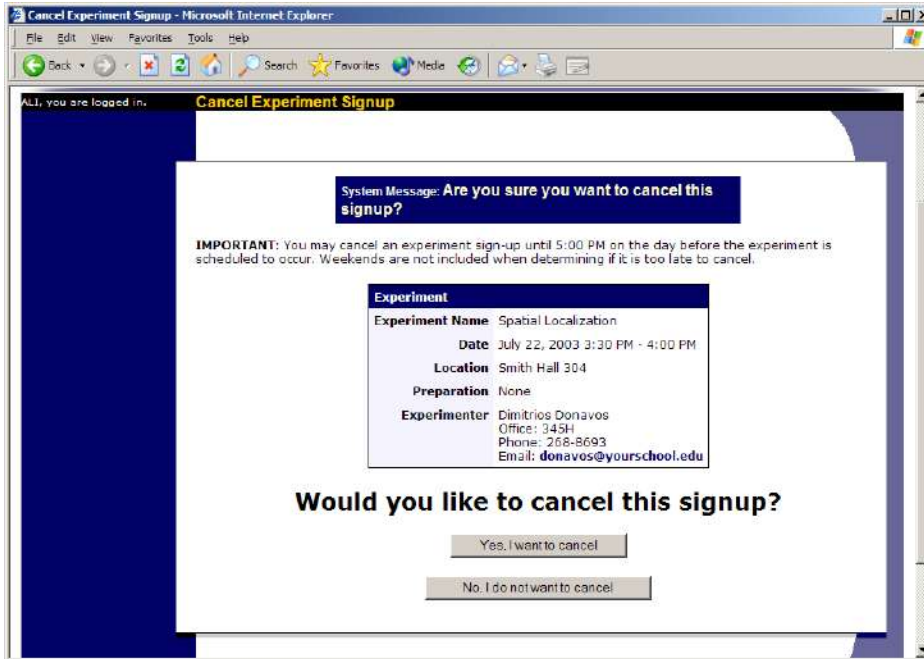 Cancel Experiment Signup - Microsoft Internet Explorer
File Edit View Favorites Tools Help
Back Search Favorites Media
ALI, you are logged in. Cancel Experiment Signup
System Message: Are you sure you want to cancel this
signup?
IMPORTANT: You may cancel an experiment sign-up until 5:00 PM on the day before the experiment is
scheduled to occur. Weekends are not included when determining if it is too late to cancel.
Experiment
Experiment Name Spatial Localization
Date July 22, 2003 3:30 PM - 4:00 PM
Location Smith Hall 304
Preparation None
Experimenter Dimitrios Donavos
Office: 345H
Phone: 268-8693
Email: donavos@yourschool.edu
Would you like to cancel this signup?
Yes, I want to cancel
No, I do not want to cancel